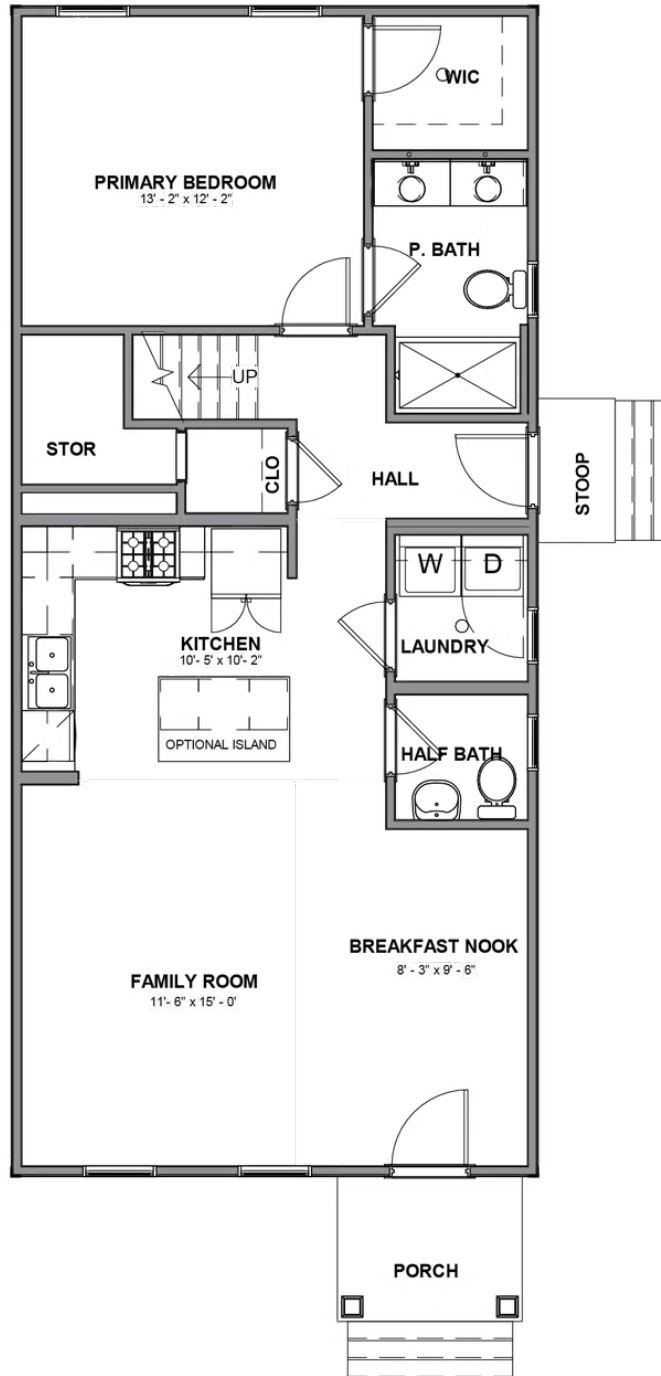 WIC
PRIMARY BEDROOM
13' - 2" x 12' - 2"
P. BATH
UP
STOR
CLO
HALL
STOOP
W
D
KITCHEN
10'- 5' x 10'- 2"
LAUNDRY
OPTIONAL ISLAND
HALF BATH
BREAKFAST NOOK
8' - 3" x 9' - 6"
FAMILY ROOM
11'- 6" x 15' - 0'
PORCH